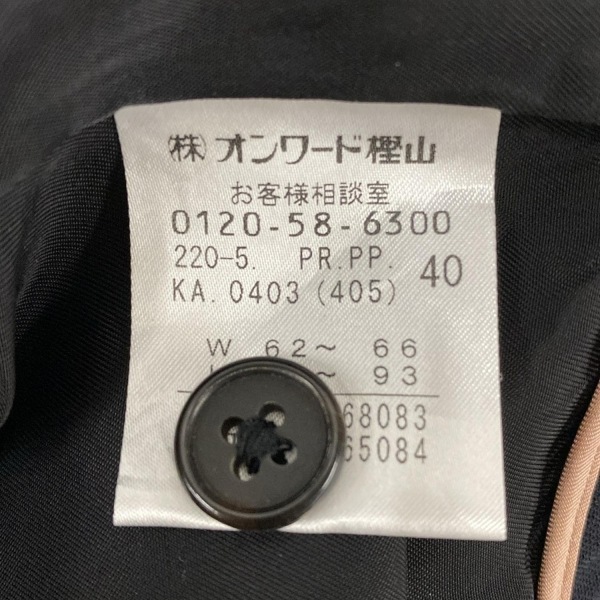 (株)オンワード樫山
お客様相談室
0120-58-6300
220-5. PR.PP. 40
KA.0403(405)
W 62～ 66
～ 93
68083
65084